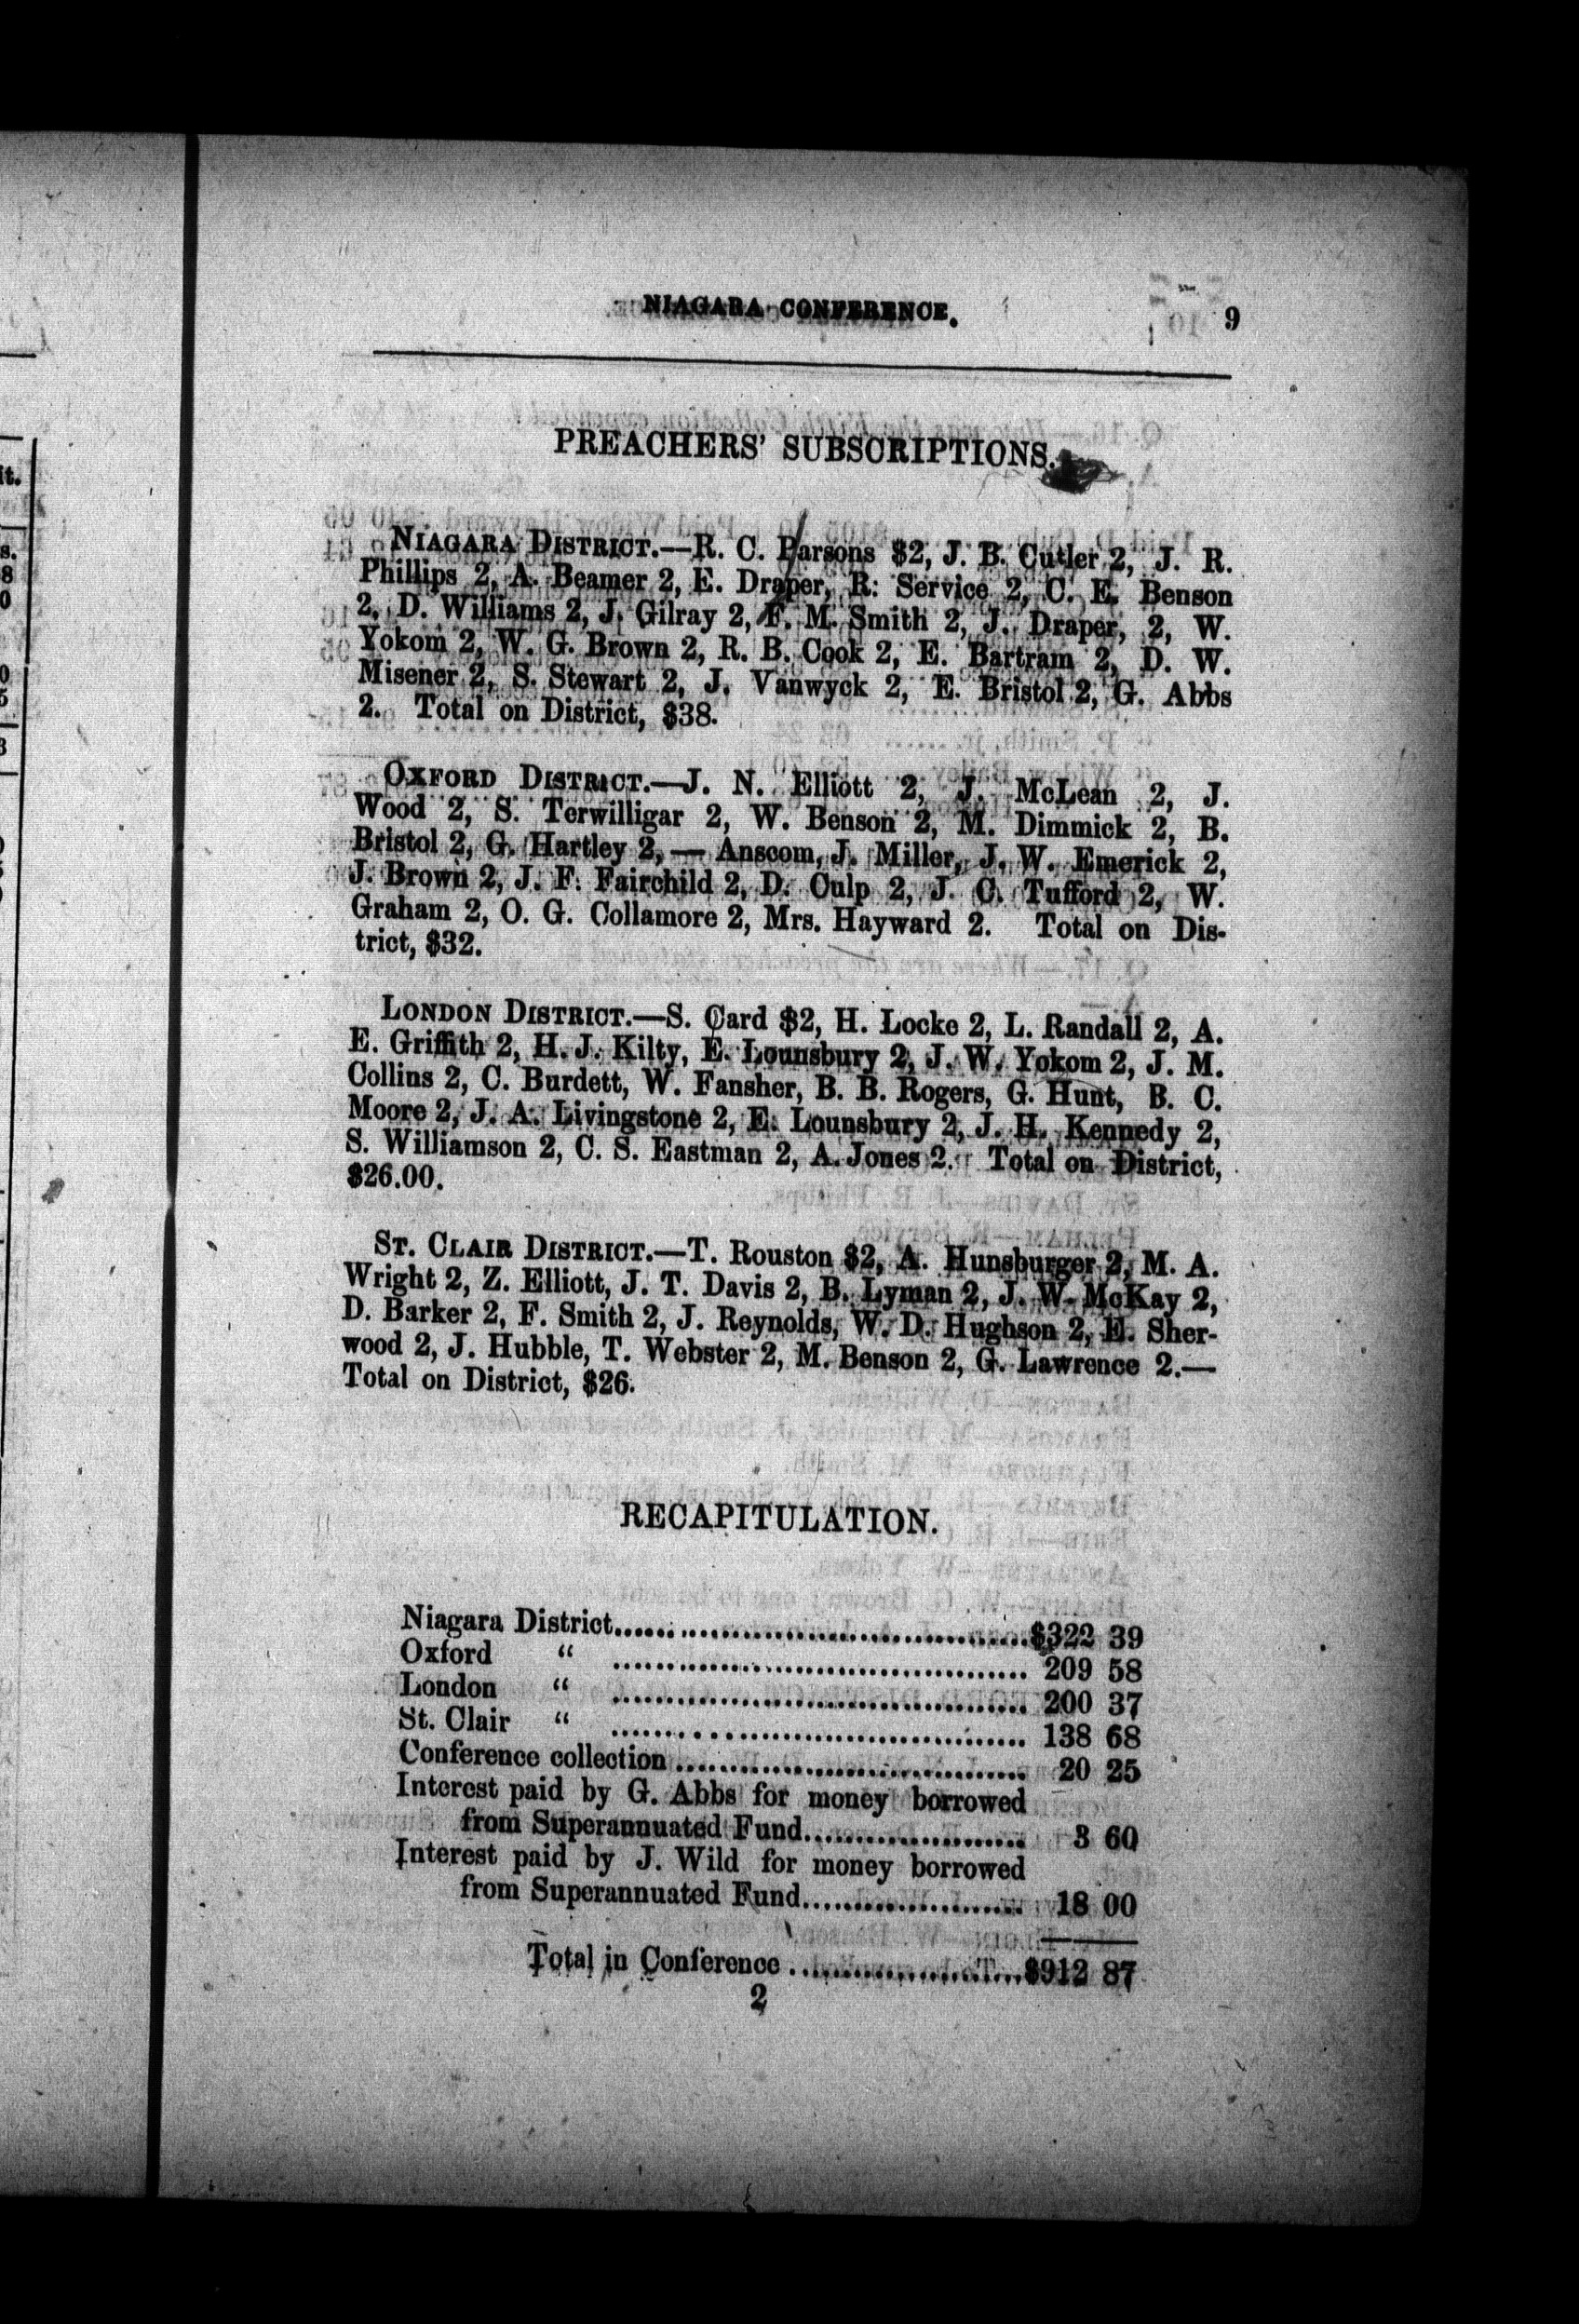 NIAGARA CONFERENCE. 9
PREACHERS' SUBSCRIPTIONS.
NIAGARA DISTRICT.—R. C. Parsons $2, J. B. Cutler 2, J. R.
Phillips 2, A. Beamer 2, E. Draper, R. Service 2, C. E. Benson
2, D. Williams 2, J. Gilray 2, F. M. Smith 2, J. Draper, 2, W.
Yokom 2, W. G. Brown 2, R. B. Cook 2, E. Bartram 2, D. W.
Misener 2, S. Stewart 2, J. Vanwyck 2, E. Bristol 2, G. Abbs
2. Total on District, $38.
OXFORD DISTRICT.—J. N. Elliott 2, J. McLean 2, J.
Wood 2, S. Terwilligar 2, W. Benson 2, M. Dimmick 2, B.
Bristol 2, G. Hartley 2, — Anscom, J. Miller, J. W. Emerick 2,
J. Brown 2, J. F. Fairchild 2, D. Culp 2, J. C. Tufford 2, W.
Graham 2, O. G. Collamore 2, Mrs. Hayward 2. Total on Dis-
trict, $32.
LONDON DISTRICT.—S. Card $2, H. Locke 2, L. Randall 2, A.
E. Griffith 2, H. J. Kilty, E. Lounsbury 2, J. W. Yokom 2, J. M.
Collins 2, C. Burdett, W. Fansher, B. B. Rogers, G. Hunt, B. C.
Moore 2, J. A. Livingstone 2, E. Lounsbury 2, J. H. Kennedy 2,
S. Williamson 2, C. S. Eastman 2, A. Jones 2. Total on District,
$26.00.
ST. CLAIR DISTRICT.—T. Rouston $2, A. Hunsburger 2, M. A.
Wright 2, Z. Elliott, J. T. Davis 2, B. Lyman 2, J. W. McKay 2,
D. Barker 2, F. Smith 2, J. Reynolds, W. D. Hughson 2, E. Sher-
wood 2, J. Hubble, T. Webster 2, M. Benson 2, G. Lawrence 2.—
Total on District, $26.
RECAPITULATION.
Niagara District........................................$322 39
Oxford " ........................................ 209 58
London " ........................................ 200 37
St. Clair " ........................................ 138 68
Conference collection.................................. 20 25
Interest paid by G. Abbs for money borrowed
from Superannuated Fund...................... 3 60
Interest paid by J. Wild for money borrowed
from Superannuated Fund...................... 18 00
Total in Conference.......................$912 87
2